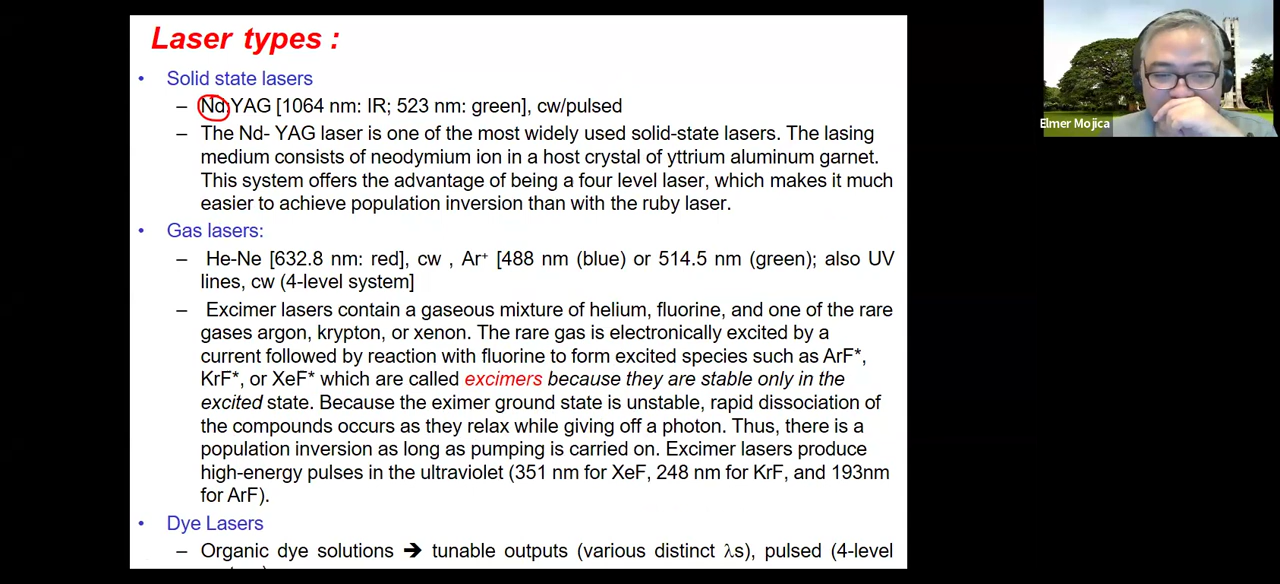 Laser types :
• Solid state lasers
– Nd:YAG [1064 nm: IR; 523 nm: green], cw/pulsed
– The Nd- YAG laser is one of the most widely used solid-state lasers. The lasing
medium consists of neodymium ion in a host crystal of yttrium aluminum garnet.
This system offers the advantage of being a four level laser, which makes it much
easier to achieve population inversion than with the ruby laser.
• Gas lasers:
– He-Ne [632.8 nm: red], cw , Ar⁺ [488 nm (blue) or 514.5 nm (green); also UV
lines, cw (4-level system]
– Excimer lasers contain a gaseous mixture of helium, fluorine, and one of the rare
gases argon, krypton, or xenon. The rare gas is electronically excited by a
current followed by reaction with fluorine to form excited species such as ArF*,
KrF*, or XeF* which are called excimers because they are stable only in the
excited state. Because the eximer ground state is unstable, rapid dissociation of
the compounds occurs as they relax while giving off a photon. Thus, there is a
population inversion as long as pumping is carried on. Excimer lasers produce
high-energy pulses in the ultraviolet (351 nm for XeF, 248 nm for KrF, and 193nm
for ArF).
• Dye Lasers
– Organic dye solutions ➔ tunable outputs (various distinct λs), pulsed (4-level
Elmer Mojica